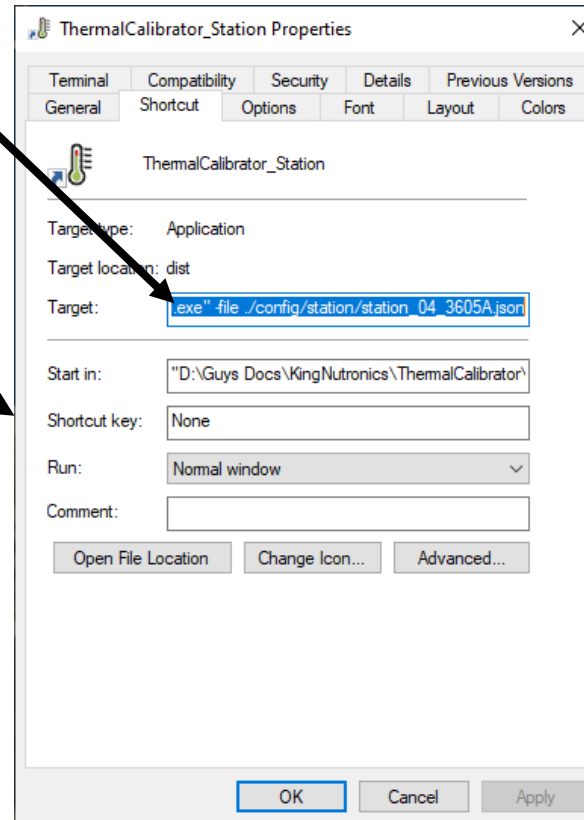 ThermalCalibrator_Station Properties
Terminal Compatibility Security Details Previous Versions
General Shortcut Options Font Layout Colors
ThermalCalibrator_Station
Target type: Application
Target location: dist
Target: .exe" -file ./config/station/station_04_3605A.json
Start in: "D:\Guys Docs\KingNutronics\ThermalCalibrator\
Shortcut key: None
Run: Normal window
Comment:
Open File Location Change Icon... Advanced...
OK Cancel Apply